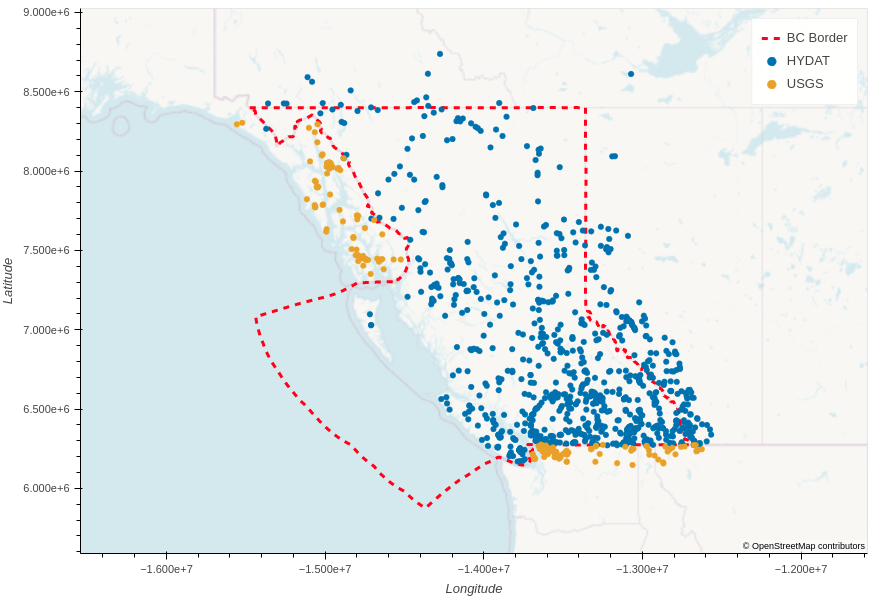 9.000e+6
8.500e+6
8.000e+6
7.500e+6
7.000e+6
6.500e+6
6.000e+6
Latitude
BC Border
HYDAT
USGS
© OpenStreetMap contributors
−1.600e+7
−1.500e+7
−1.400e+7
−1.300e+7
−1.200e+7
Longitude